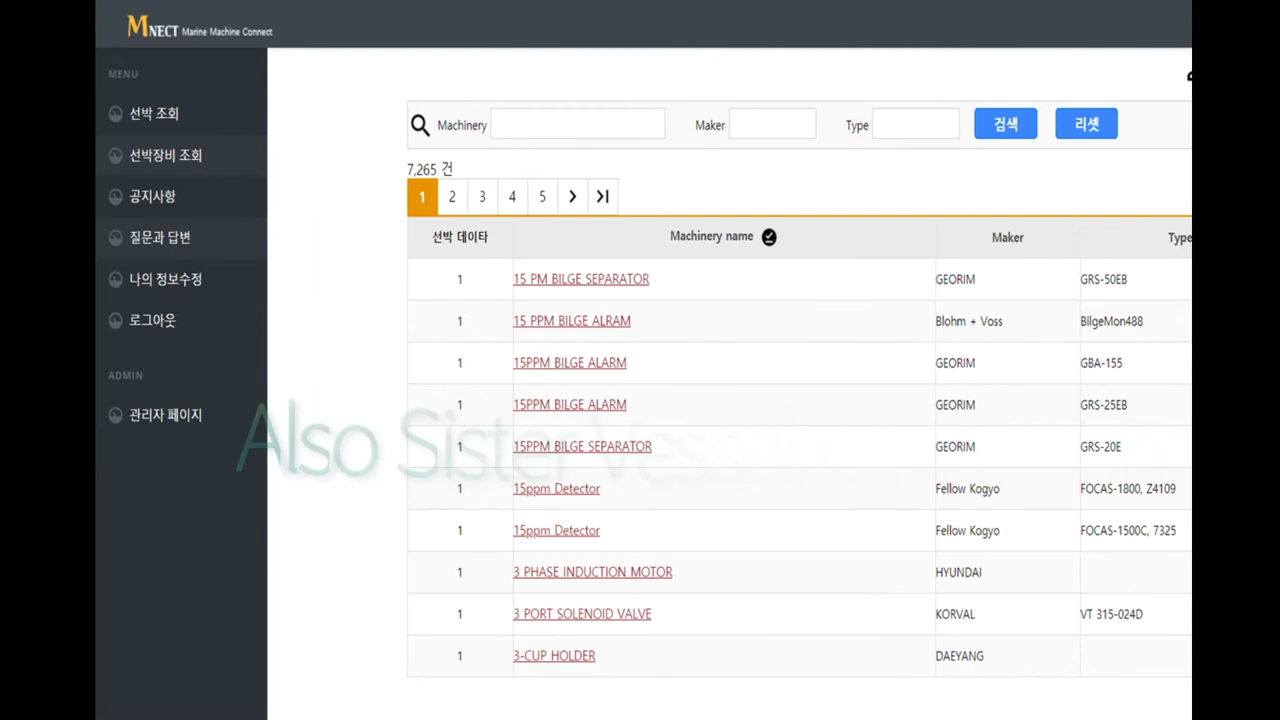 MNECT Marine Machine Connect
MENU
선박 조회
선박장비 조회
공지사항
질문과 답변
나의 정보수정
로그아웃
ADMIN
관리자 페이지
Machinery Maker Type 검색 리셋
7,265 건
1 2 3 4 5
선박 데이타 Machinery name Maker Type
1 15 PM BILGE SEPARATOR GEORIM GRS-50EB
1 15 PPM BILGE ALRAM Blohm + Voss BilgeMon488
1 15PPM BILGE ALARM GEORIM GBA-155
1 15PPM BILGE ALARM GEORIM GRS-25EB
Also Sister Vessel
1 15PPM BILGE SEPARATOR GEORIM GRS-20E
1 15ppm Detector Fellow Kogyo FOCAS-1800, Z4109
1 15ppm Detector Fellow Kogyo FOCAS-1500C, 7325
1 3 PHASE INDUCTION MOTOR HYUNDAI
1 3 PORT SOLENOID VALVE KORVAL VT 315-024D
1 3-CUP HOLDER DAEYANG